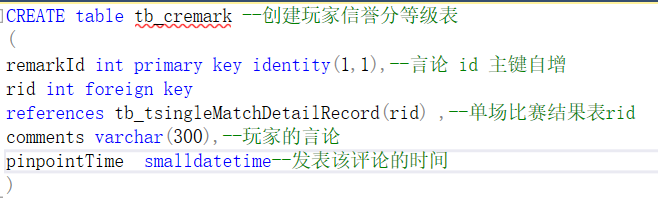 CREATE table tb_cremark --创建玩家信誉分等级表
(
remarkId int primary key identity(1,1),--言论 id 主键自增
rid int foreign key
references tb_tsingleMatchDetailRecord(rid) ,--单场比赛结果表rid
comments varchar(300),--玩家的言论
pinpointTime  smalldatetime--发表该评论的时间
)